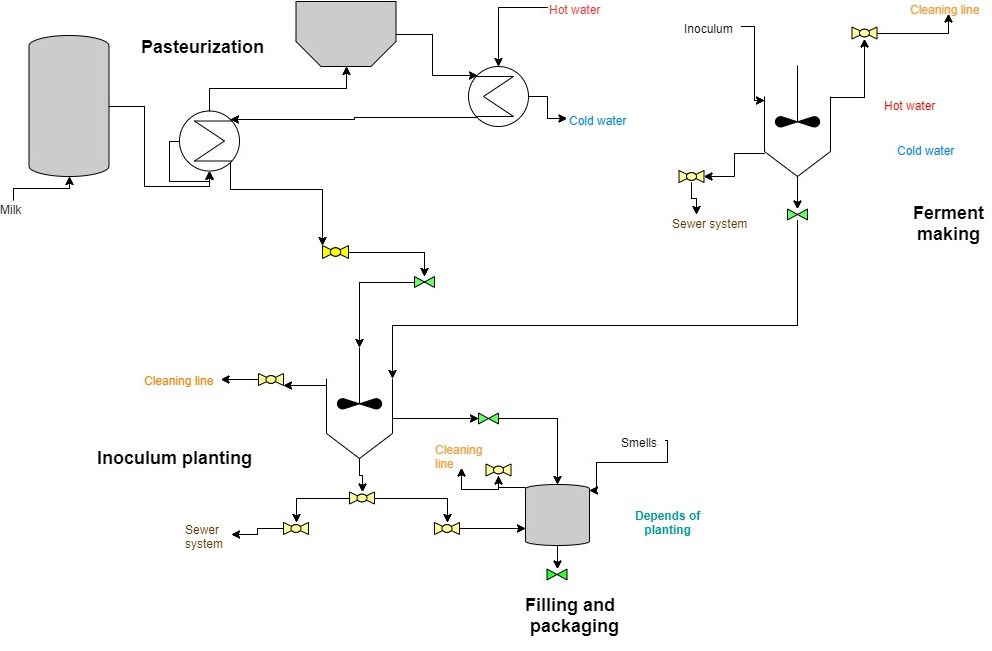 Hot water
Cleaning line
Inoculum
Pasteurization
Hot water
Cold water
Cold water
Milk
Sewer system
Ferment
making
Cleaning line
Smells
Cleaning
line
Inoculum planting
Depends of
planting
Sewer
system
Filling and
packaging